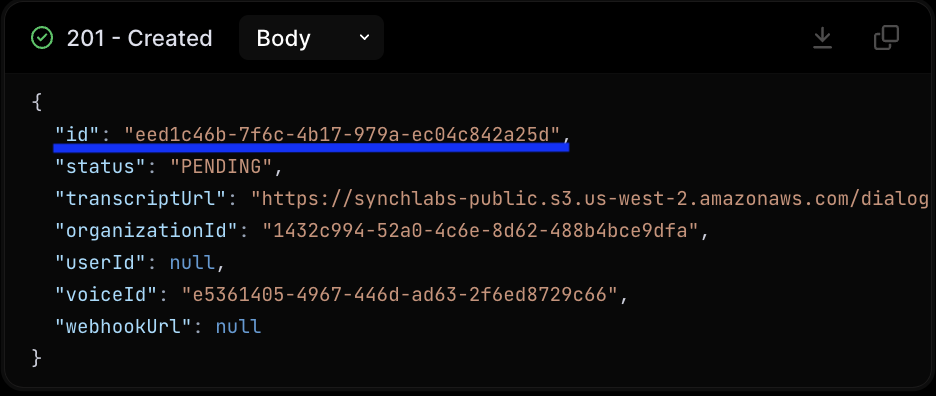 201 - Created Body
{
"id": "eed1c46b-7f6c-4b17-979a-ec04c842a25d",
"status": "PENDING",
"transcriptUrl": "https://synchlabs-public.s3.us-west-2.amazonaws.com/dialog
"organizationId": "1432c994-52a0-4c6e-8d62-488b4bce9dfa",
"userId": null,
"voiceId": "e5361405-4967-446d-ad63-2f6ed8729c66",
"webhookUrl": null
}